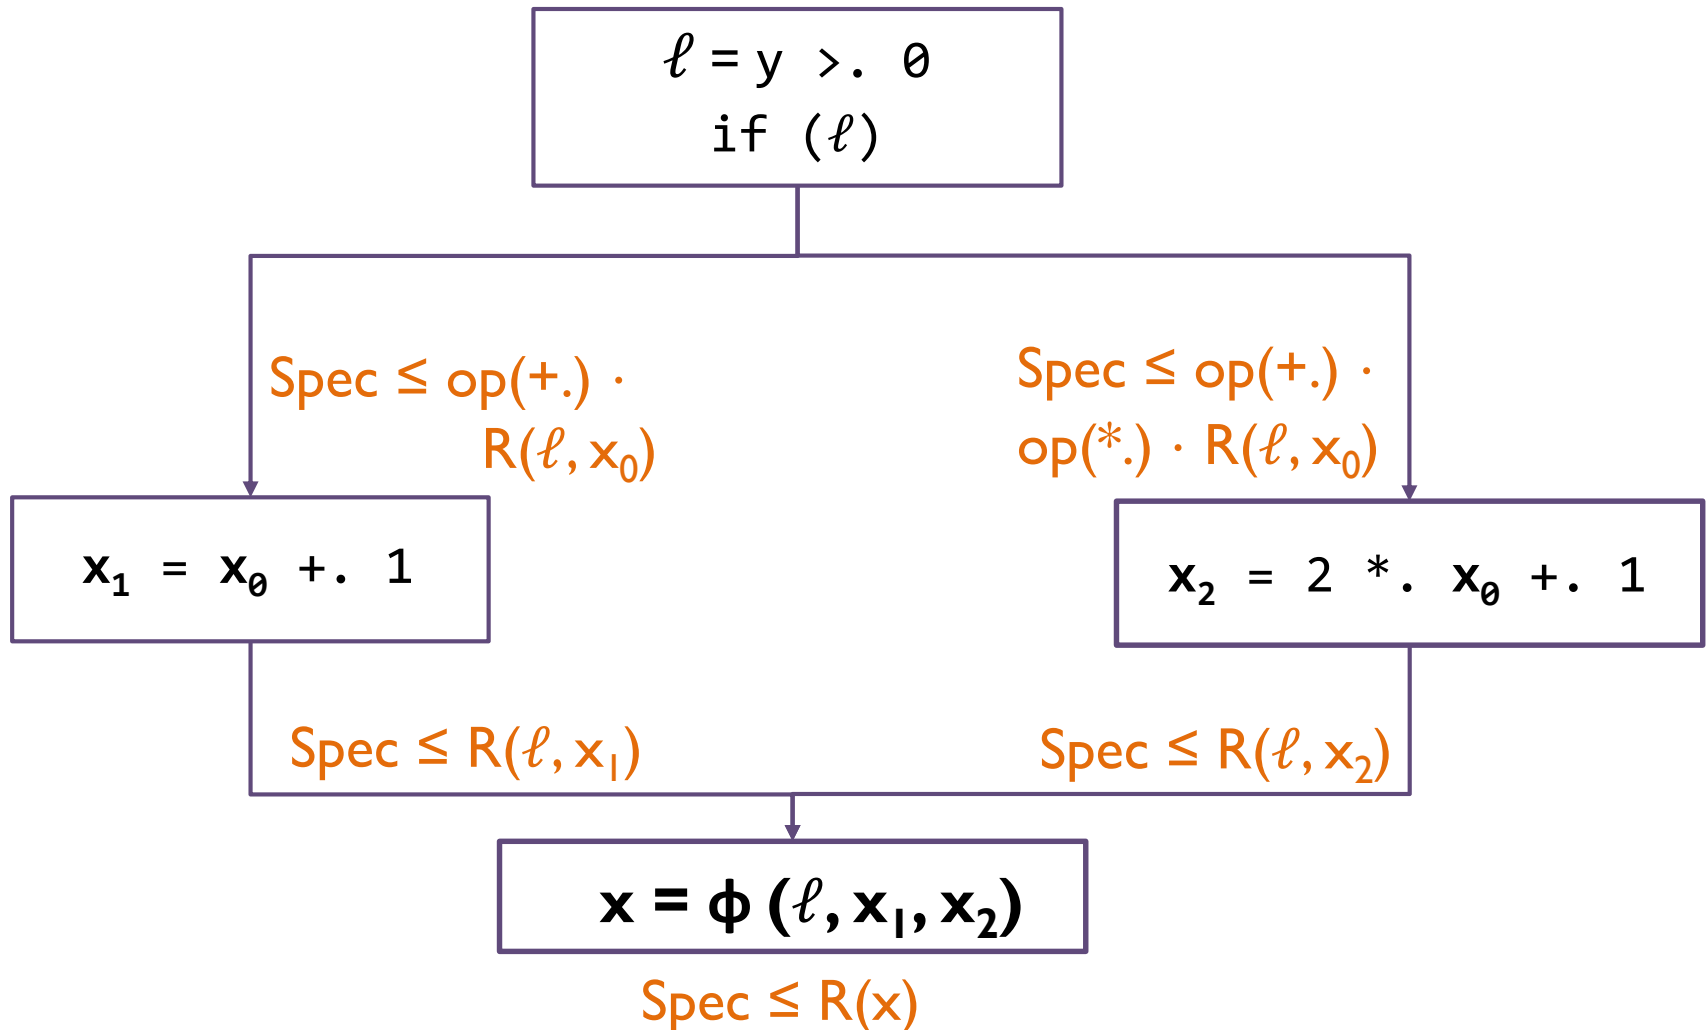 ℓ = y >. 0
if (ℓ)
Spec ≤ op(+.) ·
R(ℓ, x₀)
Spec ≤ op(+.) ·
op(*.) · R(ℓ, x₀)
x₁ = x₀ +. 1
x₂ = 2 *. x₀ +. 1
Spec ≤ R(ℓ, x₁)
Spec ≤ R(ℓ, x₂)
x = ϕ (ℓ, x₁, x₂)
Spec ≤ R(x)